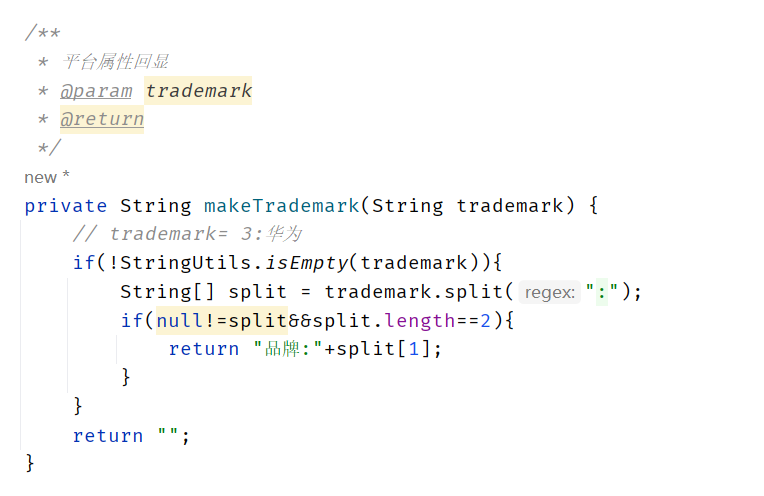 /**
 * 平台属性回显
 * @param trademark
 * @return
 */
new *
private String makeTrademark(String trademark) {
    // trademark= 3:华为
    if(!StringUtils.isEmpty(trademark)){
        String[] split = trademark.split( regex: ":");
        if(null!=split&&split.length==2){
            return "品牌:"+split[1];
        }
    }
    return "";
}